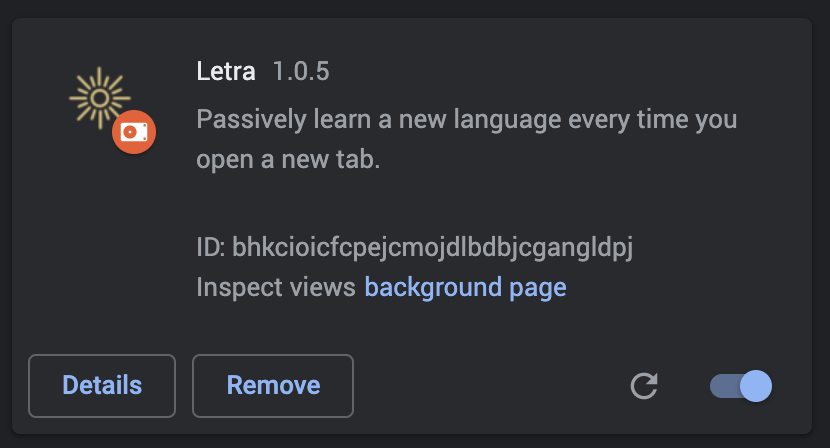 Letra 1.0.5
Passively learn a new language every time you
open a new tab.
ID: bhkcioicfcpejcmojdlbdbjcgangldpj
Inspect views background page
Details Remove